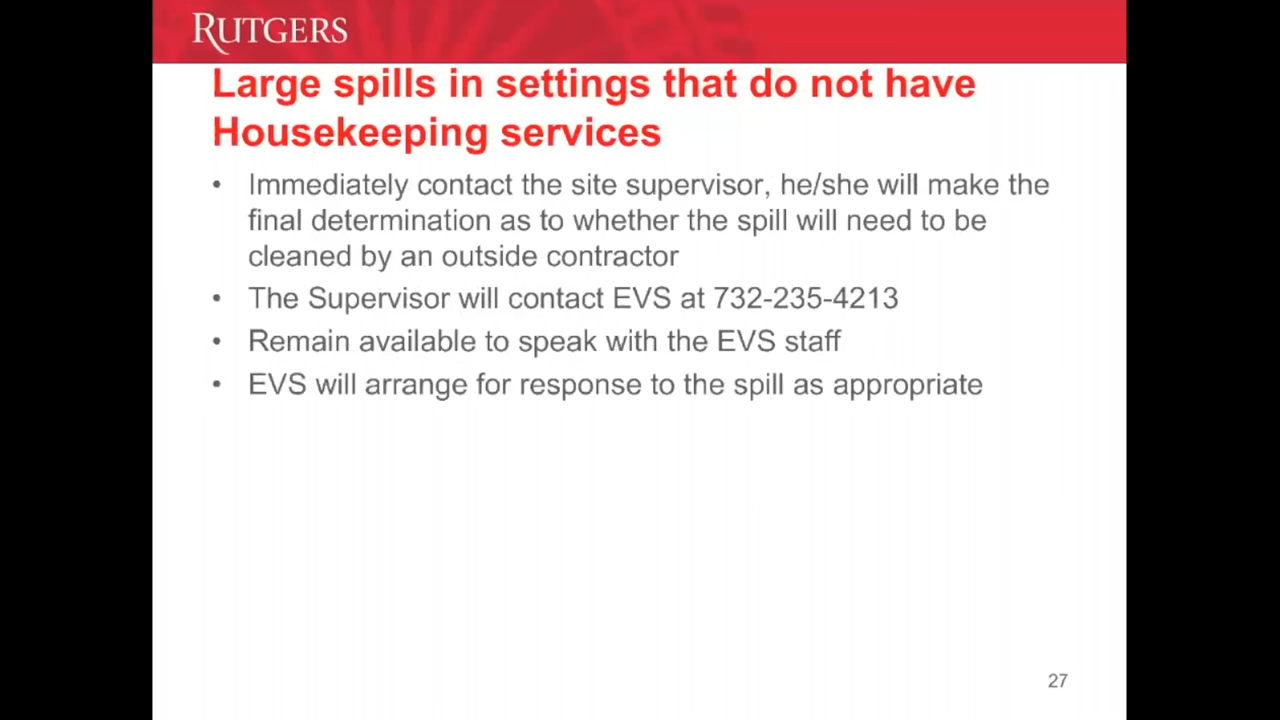 RUTGERS
Large spills in settings that do not have
Housekeeping services
• Immediately contact the site supervisor, he/she will make the
final determination as to whether the spill will need to be
cleaned by an outside contractor
• The Supervisor will contact EVS at 732-235-4213
• Remain available to speak with the EVS staff
• EVS will arrange for response to the spill as appropriate
27